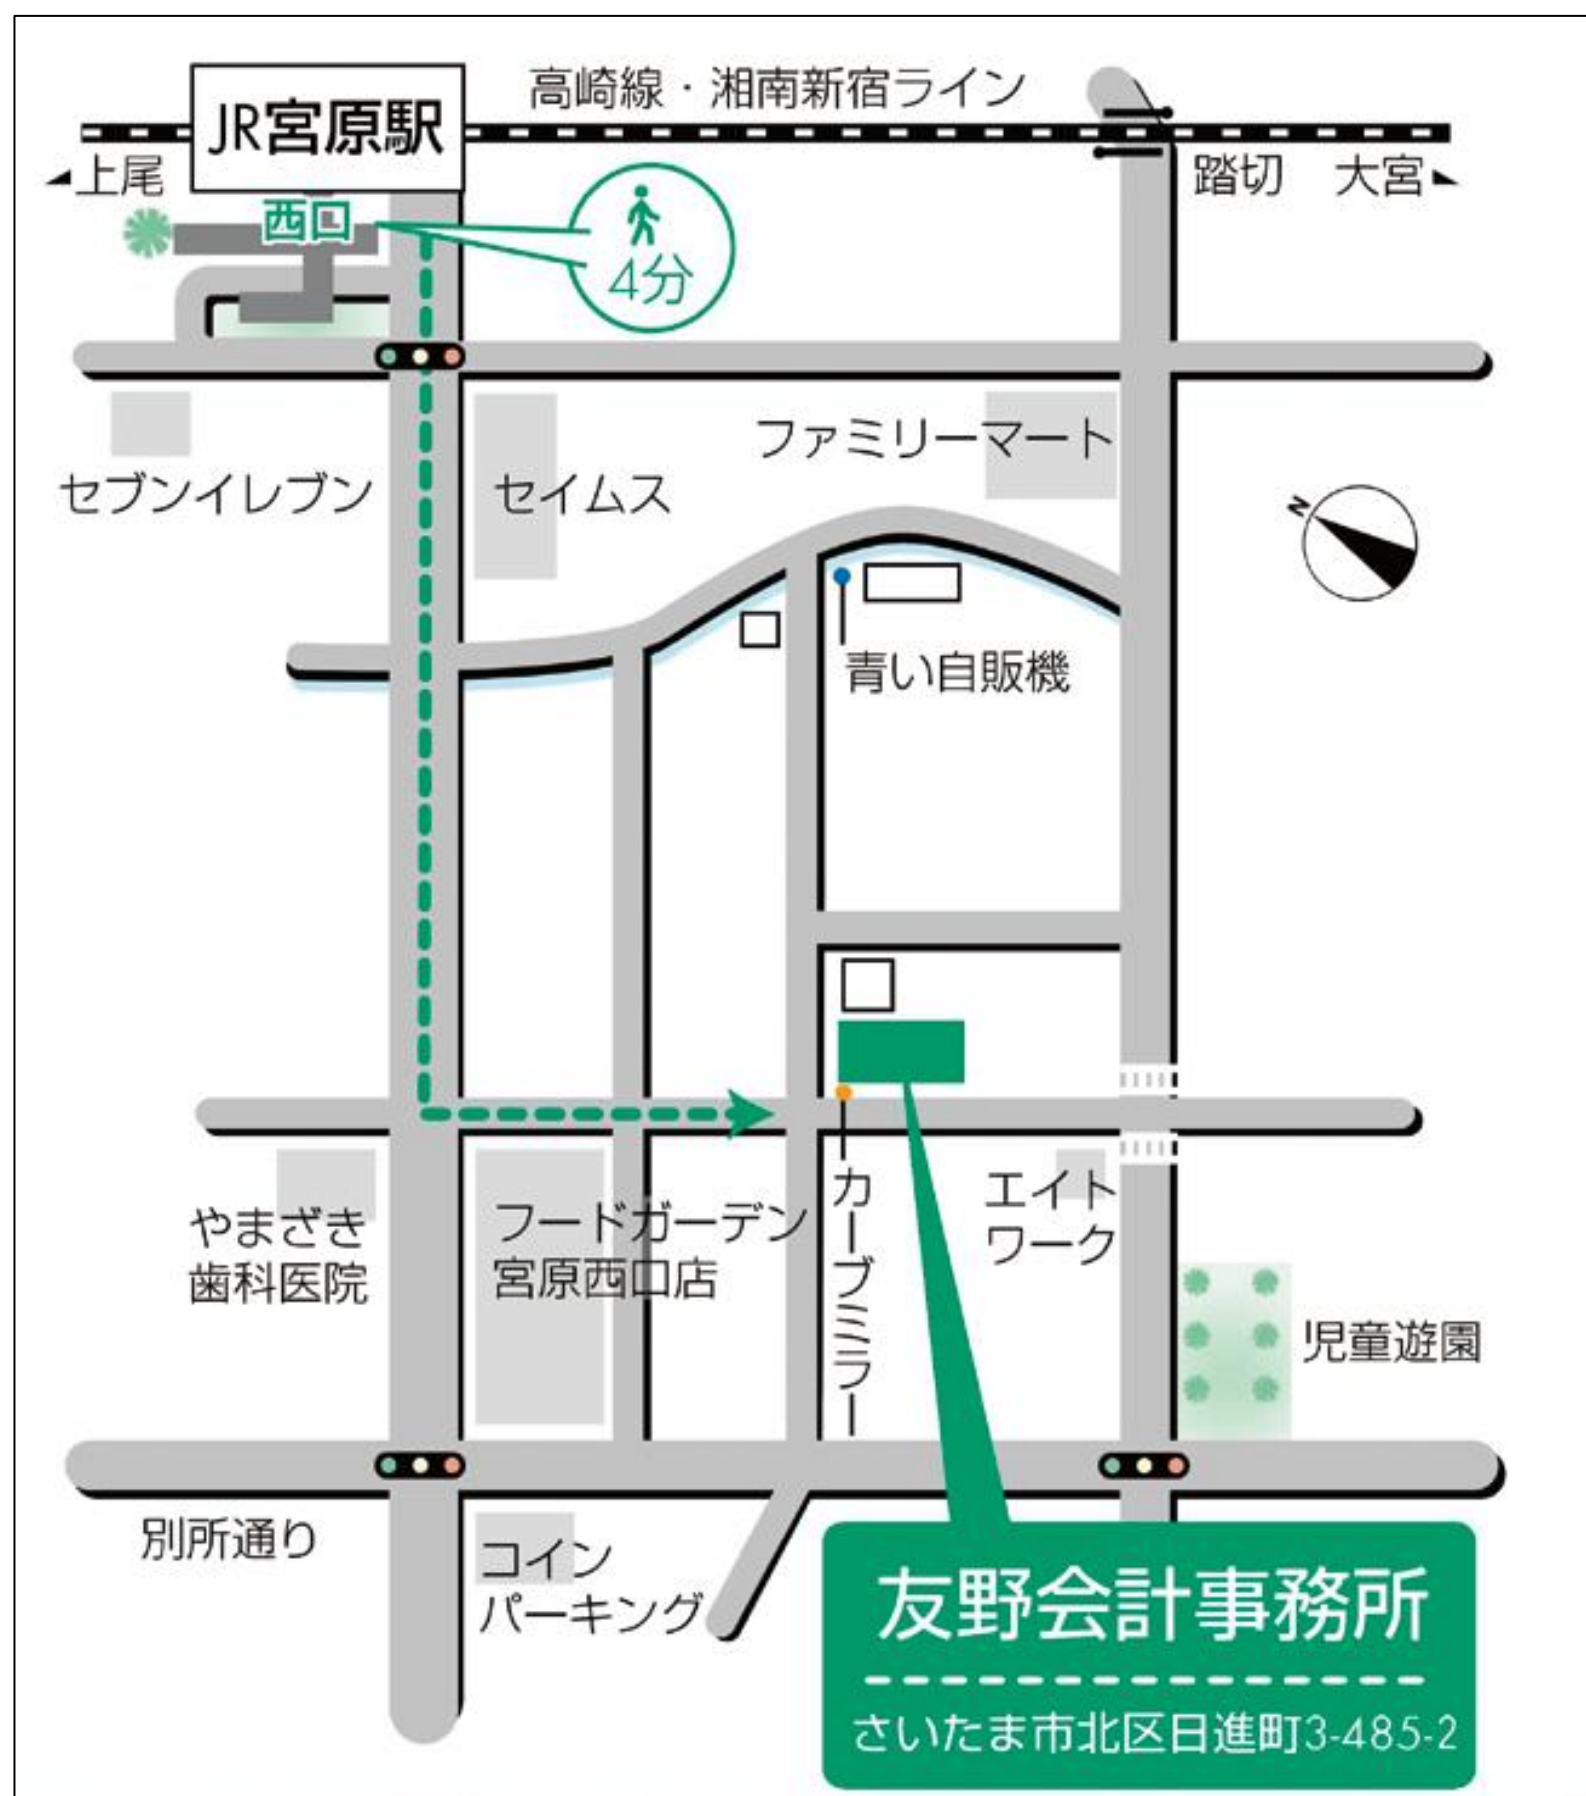 高崎線・湘南新宿ライン
JR宮原駅
上尾
踏切
大宮
西口
4分
セブンイレブン
セイムス
ファミリーマート
N
青い自販機
やまざき
歯科医院
フードガーデン
宮原西口店
カーブミラー
エイト
ワーク
児童遊園
別所通り
コイン
パーキング
友野会計事務所
さいたま市北区日進町3-485-2